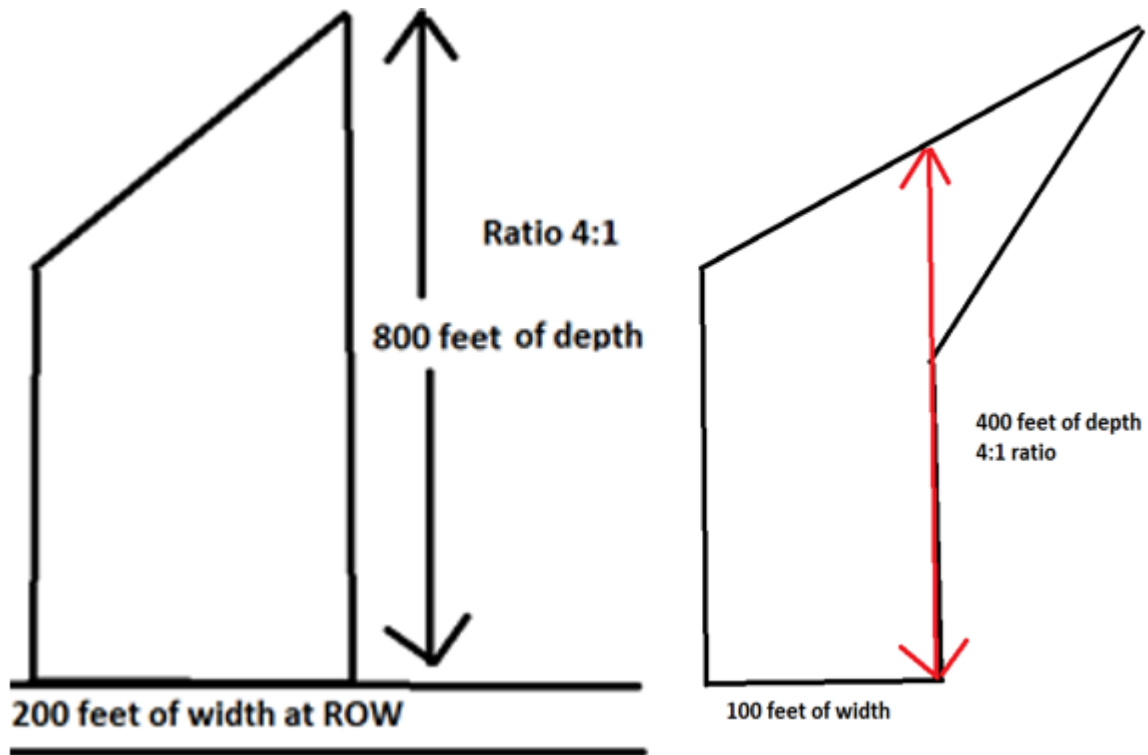 Ratio 4:1
800 feet of depth
200 feet of width at ROW
400 feet of depth
4:1 ratio
100 feet of width